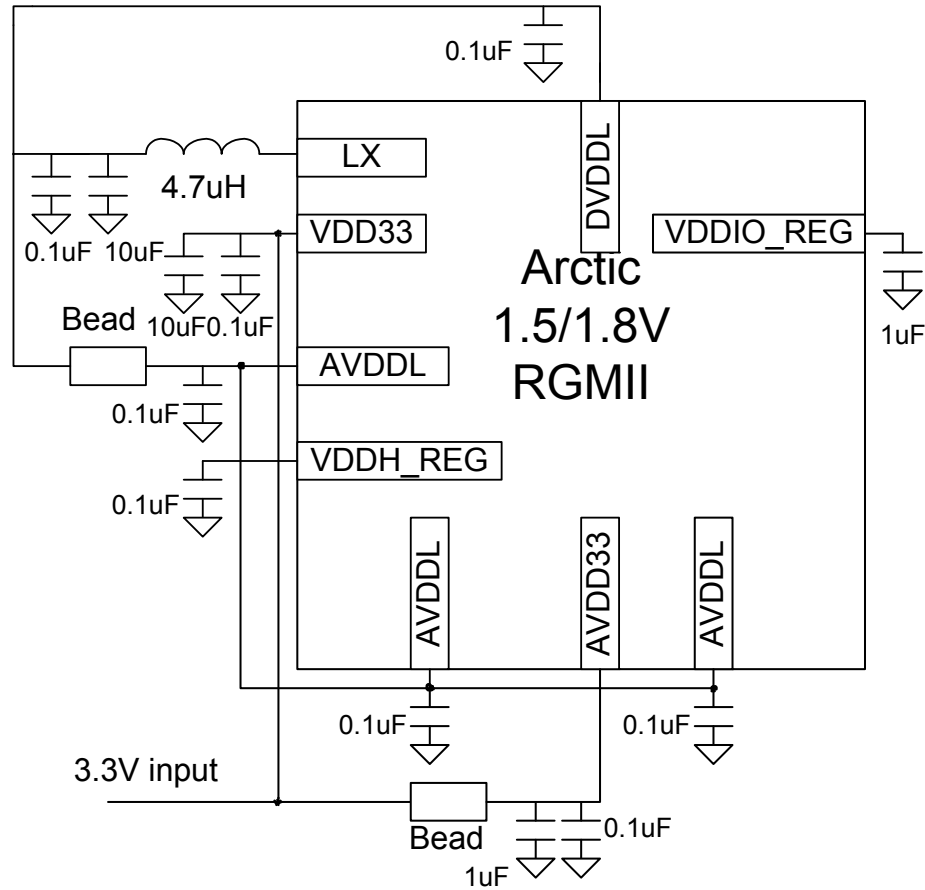 0.1uF
LX
DVDDL
4.7uH
0.1uF
10uF
VDD33
VDDIO_REG
1uF
10uF
0.1uF
Arctic
1.5/1.8V
RGMII
Bead
AVDDL
0.1uF
VDDH_REG
0.1uF
AVDDL
AVDD33
AVDDL
0.1uF
0.1uF
3.3V input
Bead
0.1uF
1uF